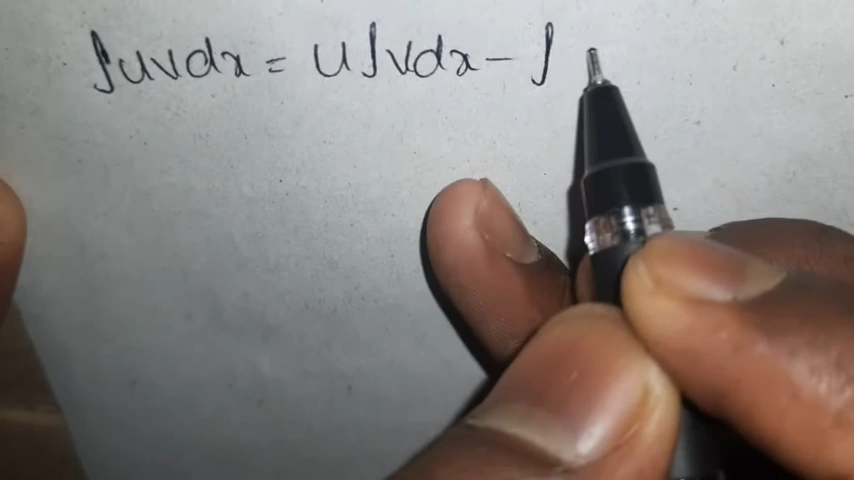 ∫uvdx = u∫vdx - ∫